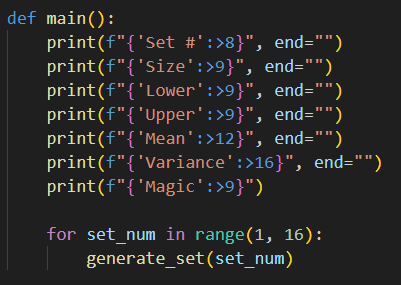 def main():
    print(f"{'Set #':>8}", end="")
    print(f"{'Size':>9}", end="")
    print(f"{'Lower':>9}", end="")
    print(f"{'Upper':>9}", end="")
    print(f"{'Mean':>12}", end="")
    print(f"{'Variance':>16}", end="")
    print(f"{'Magic':>9}")

    for set_num in range(1, 16):
        generate_set(set_num)